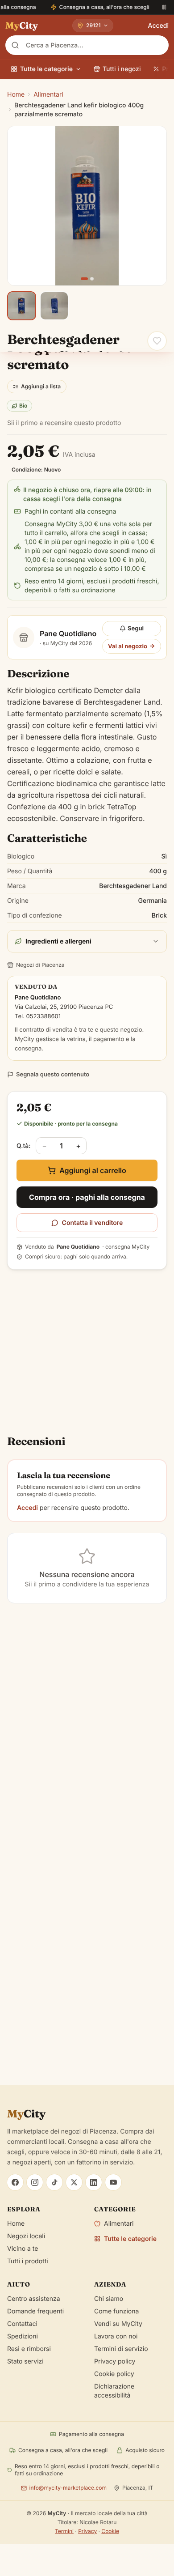 alla consegna
Consegna a casa, all'ora che scegli
MyCity
29121
Accedi
Cerca a Piacenza...
Tutte le categorie
Tutti i negozi
Home
Alimentari
Berchtesgadener Land kefir biologico 400g
parzialmente scremato
BIO
KEFIR
Berchtesgadener
scremato
Aggiungi a lista
Bio
Sii il primo a recensire questo prodotto
2,05 €
IVA inclusa
Condizione: Nuovo
Il negozio è chiuso ora, riapre alle 09:00: in
cassa scegli l'ora della consegna
Paghi in contanti alla consegna
Consegna MyCity 3,00 € una volta sola per
tutto il carrello, all'ora che scegli in cassa;
1,00 € in più per ogni negozio in più e 1,00 €
in più per ogni negozio dove spendi meno di
10,00 €; la consegna veloce 1,00 € in più,
compresa se un negozio è sotto i 10,00 €
Reso entro 14 giorni, esclusi i prodotti freschi,
deperibili o fatti su ordinazione
Pane Quotidiano
· su MyCity dal 2026
Segui
Vai al negozio →
Descrizione
Kefir biologico certificato Demeter dalla
tradizione bavarese di Berchtesgadener Land.
Latte fermentato parzialmente scremato (1,5%
grassi) con colture kefir e fermenti lattici vivi
per il benessere della flora intestinale. Gusto
fresco e leggermente acido, cremoso e
dissetante. Ottimo a colazione, con frutta o
cereali, o per ricette dolci e salate.
Certificazione biodinamica che garantisce latte
da agricoltura rispettosa dei cicli naturali.
Confezione da 400 g in brick TetraTop
ecosostenibile. Conservare in frigorifero.
Caratteristiche
Biologico
Sì
Peso / Quantità
400 g
Marca
Berchtesgadener Land
Origine
Germania
Tipo di confezione
Brick
Ingredienti e allergeni
Negozi di Piacenza
VENDUTO DA
Pane Quotidiano
Via Calzolai, 25, 29100 Piacenza PC
Tel. 0523388601
Il contratto di vendita è tra te e questo negozio.
MyCity gestisce la vetrina, il pagamento e la
consegna.
Segnala questo contenuto
2,05 €
Disponibile · pronto per la consegna
Q.tà:
−
1
+
Aggiungi al carrello
Compra ora · paghi alla consegna
Contatta il venditore
Venduto da Pane Quotidiano · consegna MyCity
Compri sicuro: paghi solo quando arriva.
Recensioni
Lascia la tua recensione
Pubblicano recensioni solo i clienti con un ordine
consegnato di questo prodotto.
Accedi per recensire questo prodotto.
Nessuna recensione ancora
Sii il primo a condividere la tua esperienza
MyCity
Il marketplace dei negozi di Piacenza. Compra dai
commercianti locali. Consegna a casa all'ora che
scegli, oppure veloce in 30-60 minuti, dalle 8 alle 21,
a negozi aperti, con un fattorino in città.
ESPLORA
Home
Negozi locali
Vicino a te
Tutti i prodotti
CATEGORIE
Alimentari
Tutte le categorie
AIUTO
Centro assistenza
Domande frequenti
Contattaci
Spedizioni
Resi e rimborsi
Stato servizi
AZIENDA
Chi siamo
Come funziona
Vendi su MyCity
Lavora con noi
Termini di servizio
Privacy policy
Cookie policy
Dichiarazione
accessibilità
Pagamento alla consegna
Consegna a casa, all'ora che scegli
Acquisto sicuro
Reso entro 14 giorni, esclusi i prodotti freschi, deperibili o
fatti su ordinazione
info@mycity-marketplace.com
Piacenza, IT
© 2026 MyCity · Il mercato locale della tua città
Titolare: Nicolae Rotaru
Termini · Privacy · Cookie